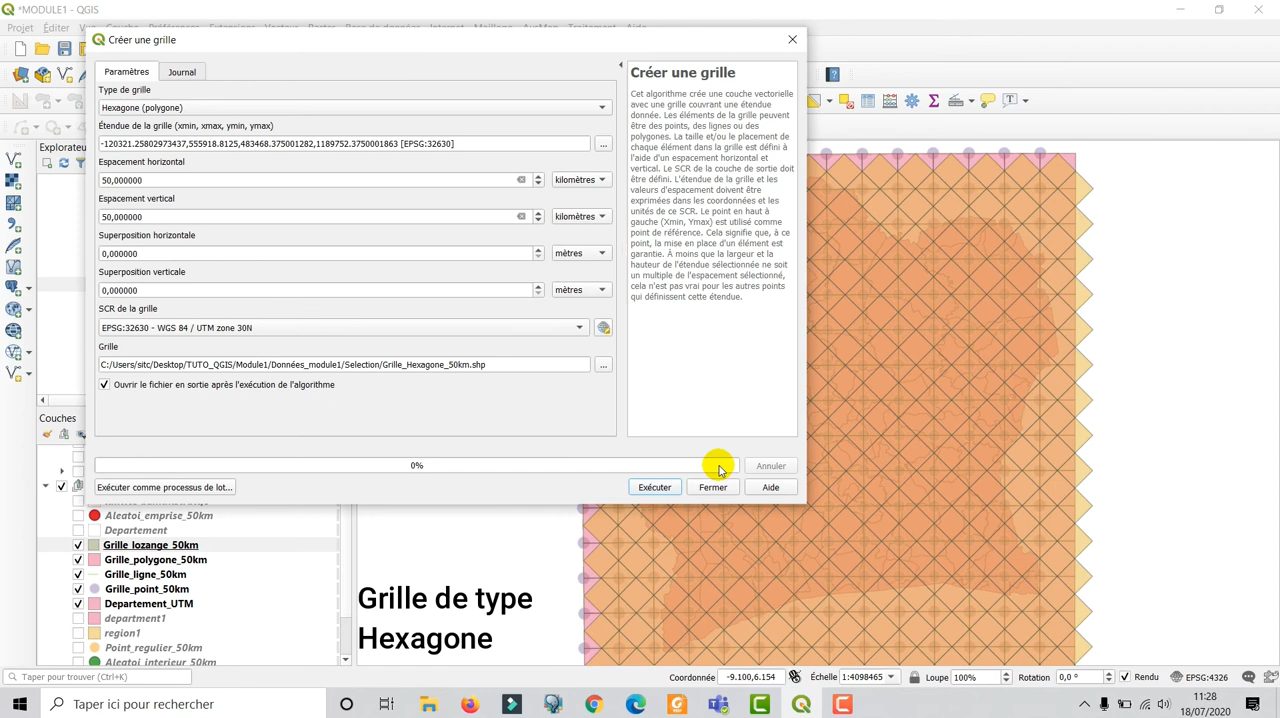 *MODULE1 - QGIS
Créer une grille
Paramètres
Journal
Type de grille
Hexagone (polygone)
Étendue de la grille (xmin, xmax, ymin, ymax)
-120321.25802973437,555918.8125,483468.375001282,1189752.3750001863 [EPSG:32630]
...
Espacement horizontal
50,000000
kilomètres
Espacement vertical
50,000000
kilomètres
Superposition horizontale
0,000000
mètres
Superposition verticale
0,000000
mètres
SCR de la grille
EPSG:32630 - WGS 84 / UTM zone 30N
Grille
C:/Users/sitc/Desktop/TUTO_QGIS/Module1/Données_module1/Selection/Grille_Hexagone_50km.shp
...
Ouvrir le fichier en sortie après l'exécution de l'algorithme
Créer une grille
Cet algorithme crée une couche vectorielle
avec une grille couvrant une étendue
donnée. Les éléments de la grille peuvent
être des points, des lignes ou des
polygones. La taille et/ou le placement de
chaque élément dans la grille est défini à
l'aide d'un espacement horizontal et
vertical. Le SCR de la couche de sortie doit
être défini. L'étendue de la grille et les
valeurs d'espacement doivent être
exprimées dans les coordonnées et les
unités de ce SCR. Le point en haut à
gauche (Xmin, Ymax) est utilisé comme
point de référence. Cela signifie que, à ce
point, la mise en place d'un élément est
garantie. À moins que la largeur et la
hauteur de l'étendue sélectionnée ne soit
un multiple de l'espacement sélectionné,
cela n'est pas vrai pour les autres points
qui définissent cette étendue.
0%
Annuler
Exécuter comme processus de lot...
Exécuter
Fermer
Aide
Explorateur
Couches
Aleatoi_emprise_50km
Departement
Grille_lozange_50km
Grille_polygone_50km
Grille_ligne_50km
Grille_point_50km
Departement_UTM
department1
region1
Point_regulier_50km
Aleatoi_interieur_50km
Grille de type
Hexagone
Taper pour trouver (Ctrl+K)
Coordonnée
-9.100,6.154
Échelle
1:4098465
Loupe
100%
Rotation
0,0 °
Rendu
EPSG:4326
Taper ici pour rechercher
11:28
18/07/2020